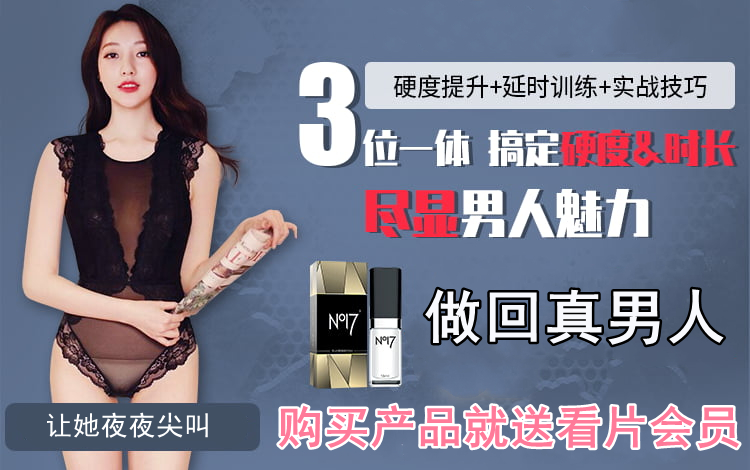 硬度提升+延时训练+实战技巧
3位一体 搞定硬度&时长
尽显男人魅力
Nº17
Nº17
做回真男人
让她夜夜尖叫
购买产品就送看片会员